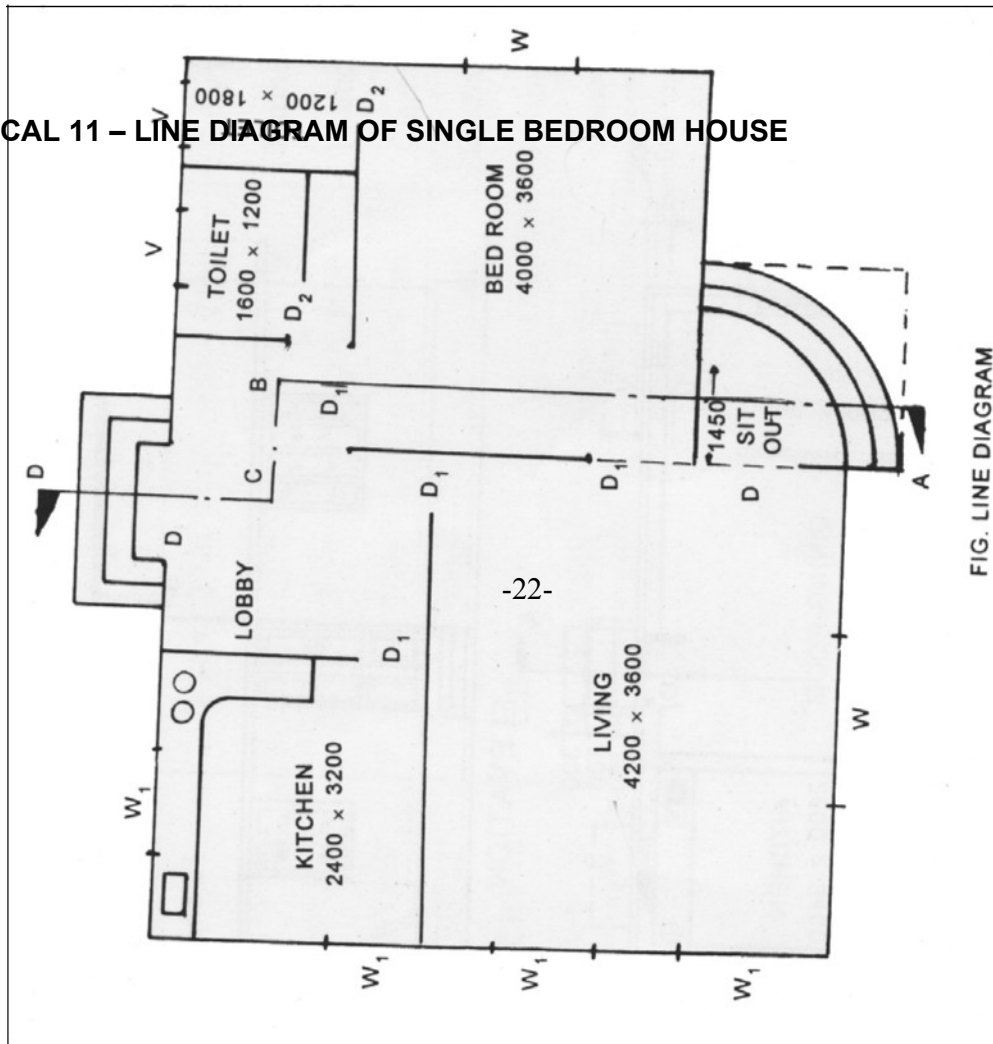 CAL 11 – LINE DIAGRAM OF SINGLE BEDROOM HOUSE
W
V
1200 × 1800
D2
V
TOILET
1600 × 1200
D2
BED ROOM
4000 × 3600
B
D1
D
C
D
D1
D1
1450
SIT
OUT
D
A
LOBBY
D1
-22-
W1
KITCHEN
2400 × 3200
LIVING
4200 × 3600
W
W1
W1
W1
FIG. LINE DIAGRAM